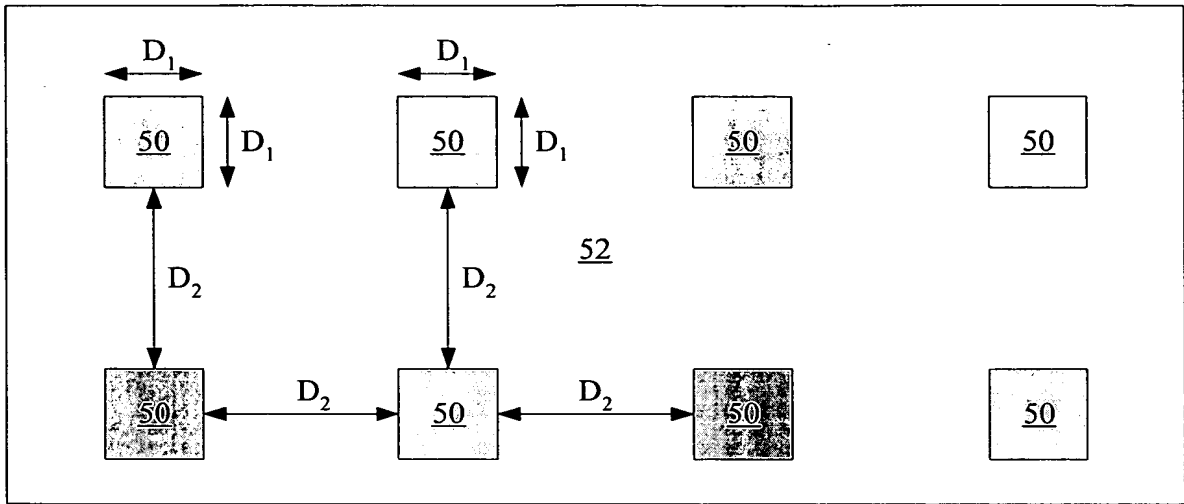 D₁ D₁
50 D₁ 50 D₁ 50 50
52
D₂ D₂
50 D₂ 50 D₂ 50 50